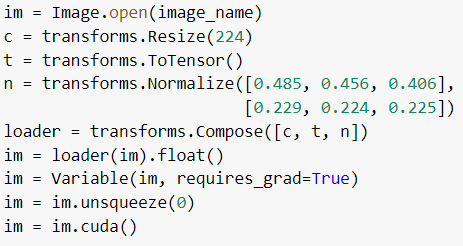 im = Image.open(image_name)
c = transforms.Resize(224)
t = transforms.ToTensor()
n = transforms.Normalize([0.485, 0.456, 0.406],
                         [0.229, 0.224, 0.225])
loader = transforms.Compose([c, t, n])
im = loader(im).float()
im = Variable(im, requires_grad=True)
im = im.unsqueeze(0)
im = im.cuda()